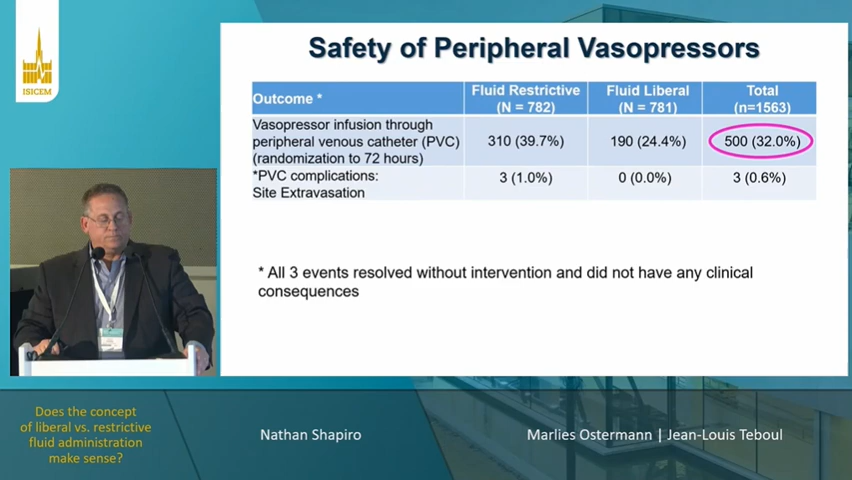 ISICEM
Safety of Peripheral Vasopressors
Outcome *
Fluid Restrictive
(N = 782)
Fluid Liberal
(N = 781)
Total
(n=1563)
Vasopressor infusion through
peripheral venous catheter (PVC)
(randomization to 72 hours)
310 (39.7%)
190 (24.4%)
500 (32.0%)
*PVC complications:
Site Extravasation
3 (1.0%)
0 (0.0%)
3 (0.6%)
* All 3 events resolved without intervention and did not have any clinical
consequences
Does the concept
of liberal vs. restrictive
fluid administration
make sense?
Nathan Shapiro
Marlies Ostermann | Jean-Louis Teboul